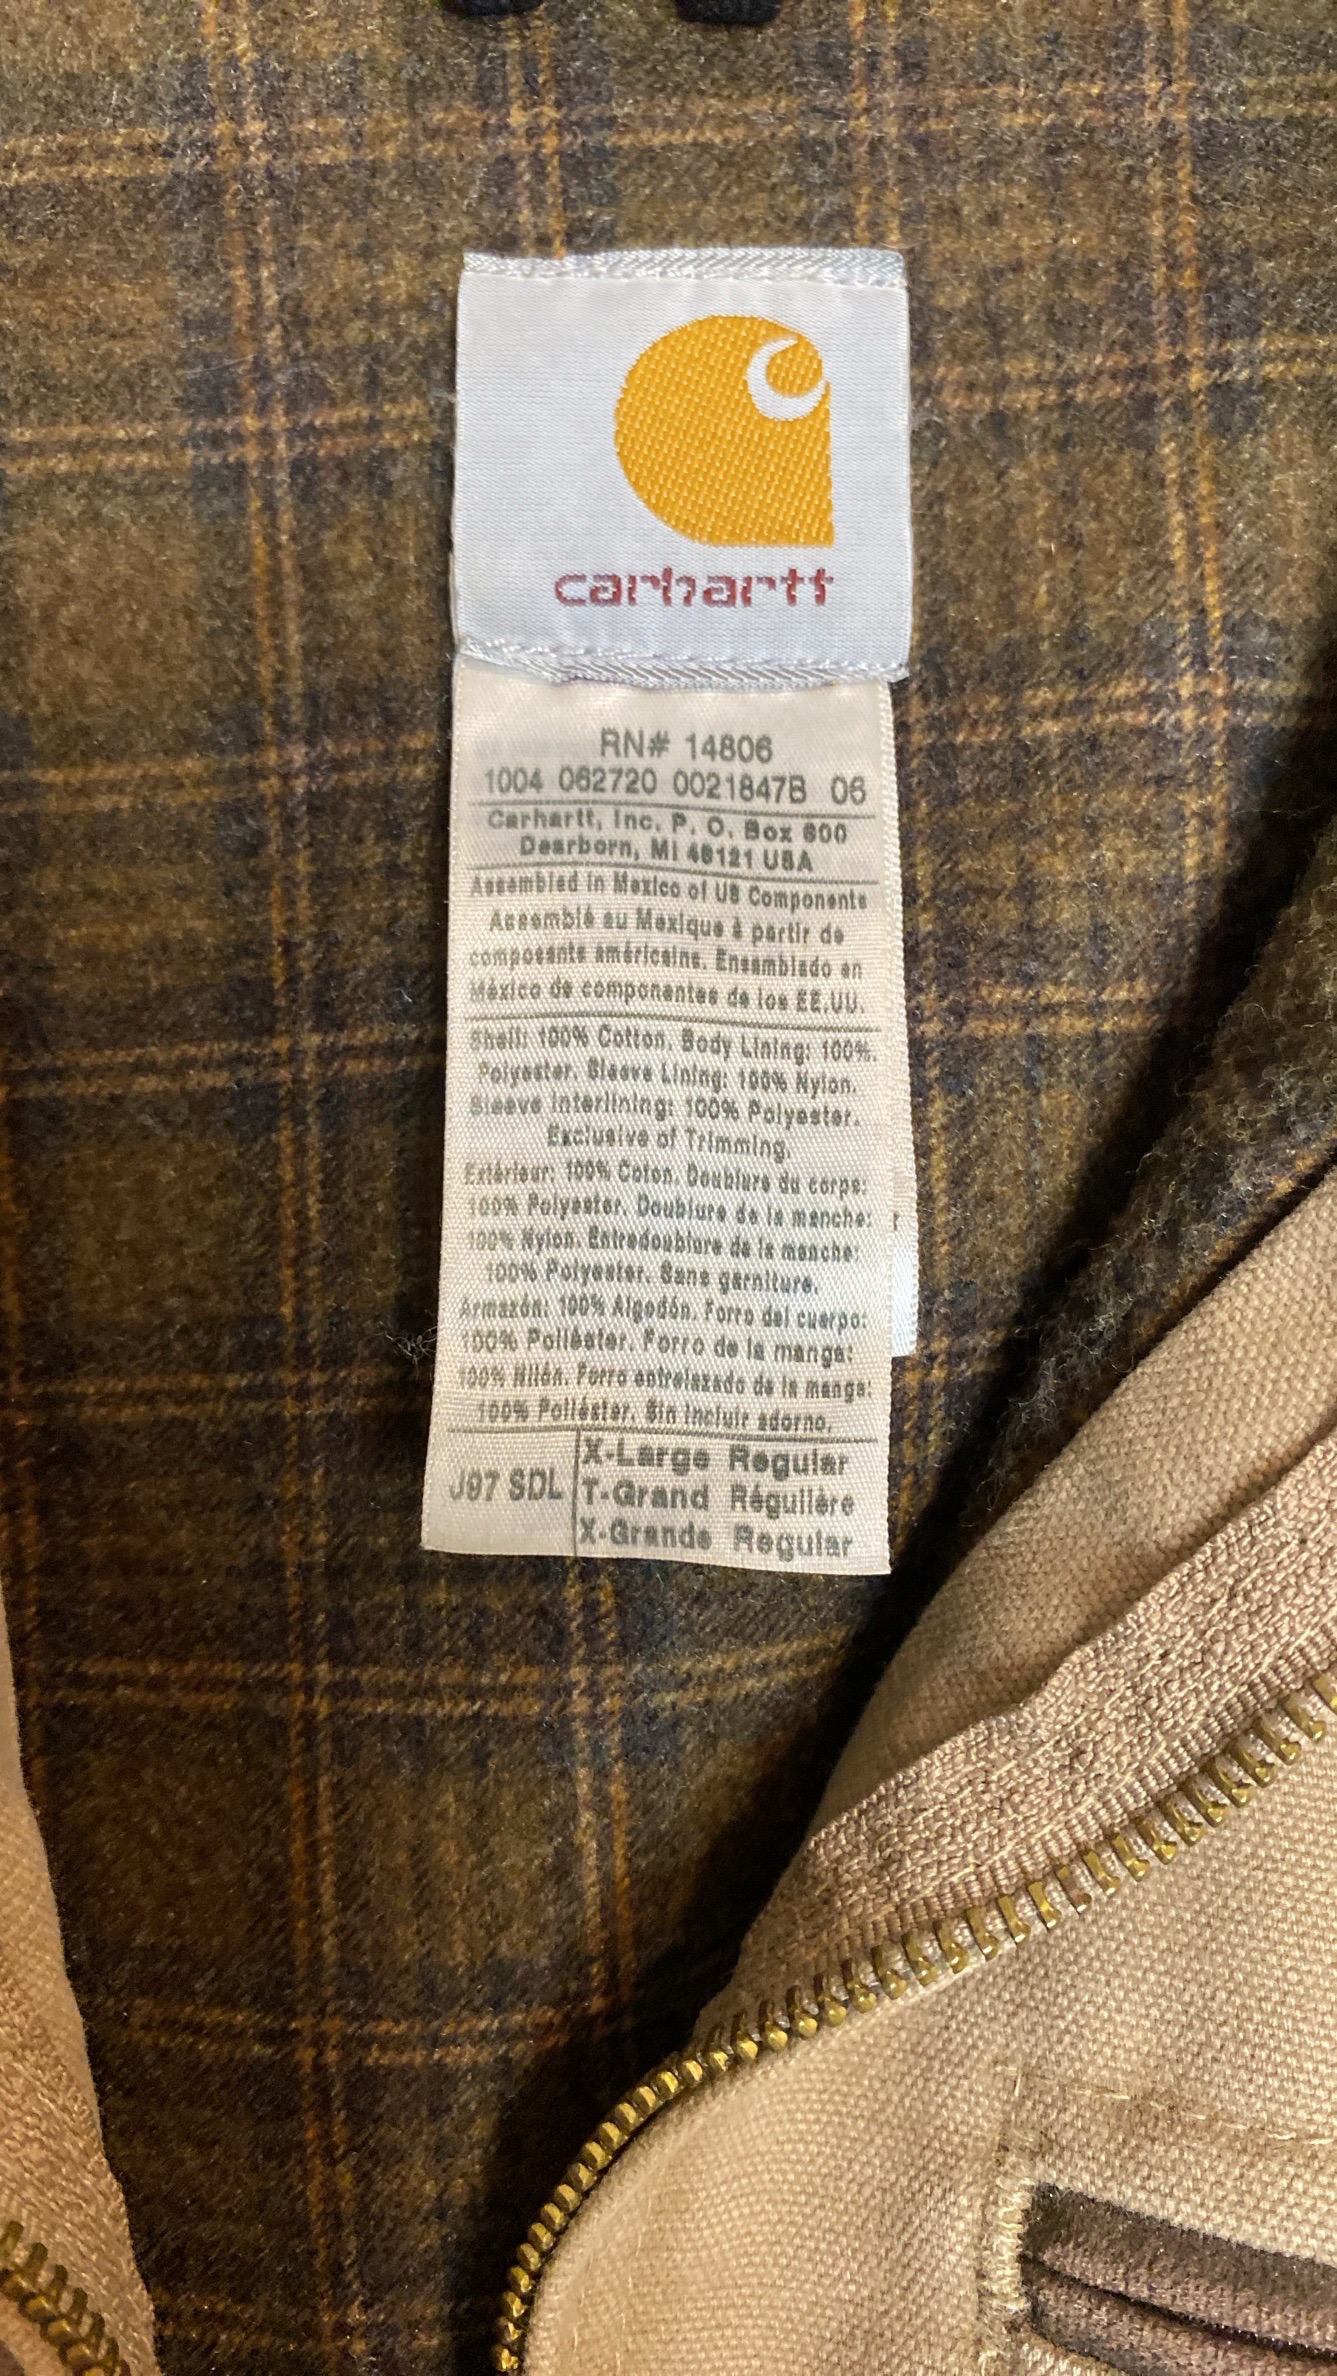 carhartt
RN# 14806
1004 062720 0021847B 06
Carhartt, Inc. P. O. Box 600
Dearborn, MI 48121 USA
Assembled in Mexico of US Components
Assemblé au Mexique à partir de
composants américains. Ensamblado en
México de componentes de los EE.UU.
Shell: 100% Cotton. Body Lining: 100%.
Polyester. Sleeve Lining: 100% Nylon.
Sleeve Interlining: 100% Polyester.
Exclusive of Trimming.
Extérieur: 100% Coton. Doublure du corps:
100% Polyester. Doublure de la manche:
100% Nylon. Entredoublure de la manche:
100% Polyester. Sans garniture.
Armazón: 100% Algodón. Forro del cuerpo:
100% Poliéster. Forro de la manga:
100% Nilón. Forro entrelazado de la manga:
100% Poliéster. Sin incluir adorno.
J97 SDL
X-Large Regular
T-Grand Régulière
X-Grande Regular